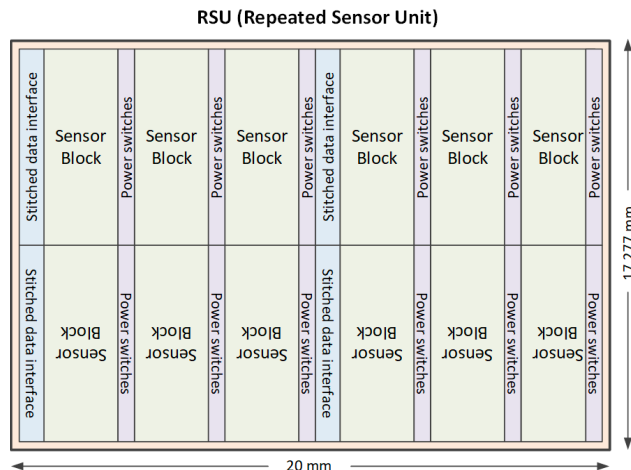 RSU (Repeated Sensor Unit)
Stitched data interface
Sensor
Block
Power switches
Sensor
Block
Power switches
Sensor
Block
Power switches
Stitched data interface
Sensor
Block
Power switches
Sensor
Block
Power switches
Sensor
Block
Power switches
Stitched data interface
Sensor
Block
Power switches
Sensor
Block
Power switches
Sensor
Block
Power switches
Stitched data interface
Sensor
Block
Power switches
Sensor
Block
Power switches
Sensor
Block
Power switches
17.277 mm
20 mm